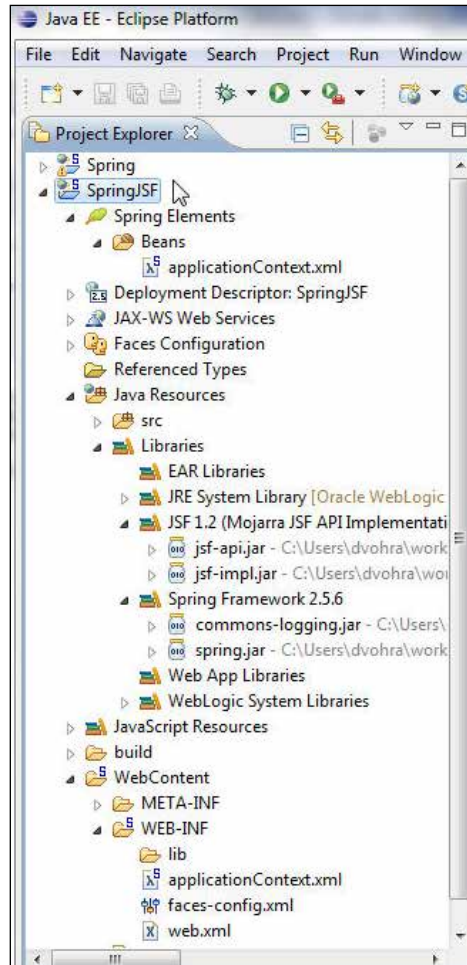 Java EE - Eclipse Platform
File Edit Navigate Search Project Run Window
Project Explorer
Spring
SpringJSF
Spring Elements
Beans
applicationContext.xml
Deployment Descriptor: SpringJSF
JAX-WS Web Services
Faces Configuration
Referenced Types
Java Resources
src
Libraries
EAR Libraries
JRE System Library [Oracle WebLogic
JSF 1.2 (Mojarra JSF API Implementati
jsf-api.jar - C:\Users\dvohra\work
jsf-impl.jar - C:\Users\dvohra\wor
Spring Framework 2.5.6
commons-logging.jar - C:\Users\
spring.jar - C:\Users\dvohra\work
Web App Libraries
WebLogic System Libraries
JavaScript Resources
build
WebContent
META-INF
WEB-INF
lib
applicationContext.xml
faces-config.xml
web.xml